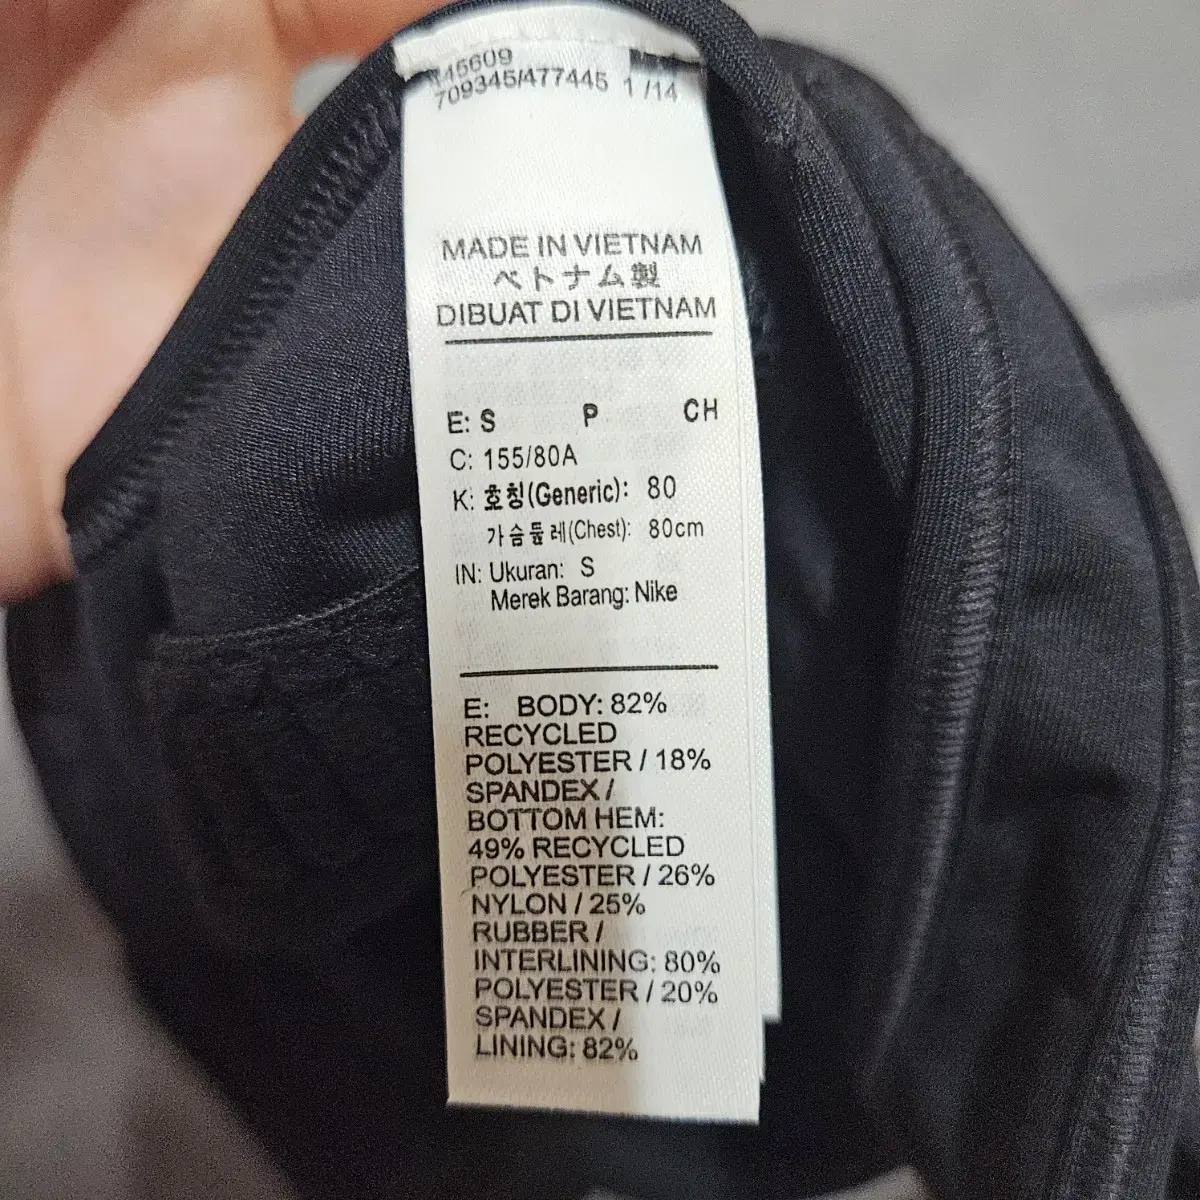 709345/477445 1/14
MADE IN VIETNAM
ベトナム製
DIBUAT DI VIETNAM
E: S P CH
C: 155/80A
K: 호칭(Generic): 80
가슴둘레(Chest): 80cm
IN: Ukuran: S
Merek Barang: Nike
E: BODY: 82%
RECYCLED
POLYESTER / 18%
SPANDEX /
BOTTOM HEM:
49% RECYCLED
POLYESTER / 26%
NYLON / 25%
RUBBER /
INTERLINING: 80%
POLYESTER / 20%
SPANDEX /
LINING: 82%